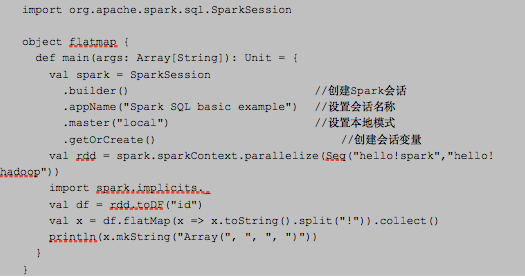 import org.apache.spark.sql.SparkSession
object flatmap {
def main(args: Array[String]): Unit = {
val spark = SparkSession
.builder() //创建Spark会话
.appName("Spark SQL basic example") //设置会话名称
.master("local") //设置本地模式
.getOrCreate() //创建会话变量
val rdd = spark.sparkContext.parallelize(Seq("hello!spark","hello!
hadoop"))
import spark.implicits._
val df = rdd.toDF("id")
val x = df.flatMap(x => x.toString().split("!")).collect()
println(x.mkString("Array(", ", ", ")"))
}
}